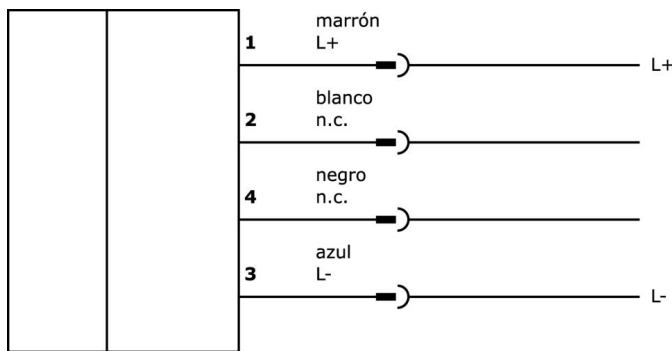 marrón
1 L+ L+
blanco
2 n.c.
negro
4 n.c.
azul
3 L- L-